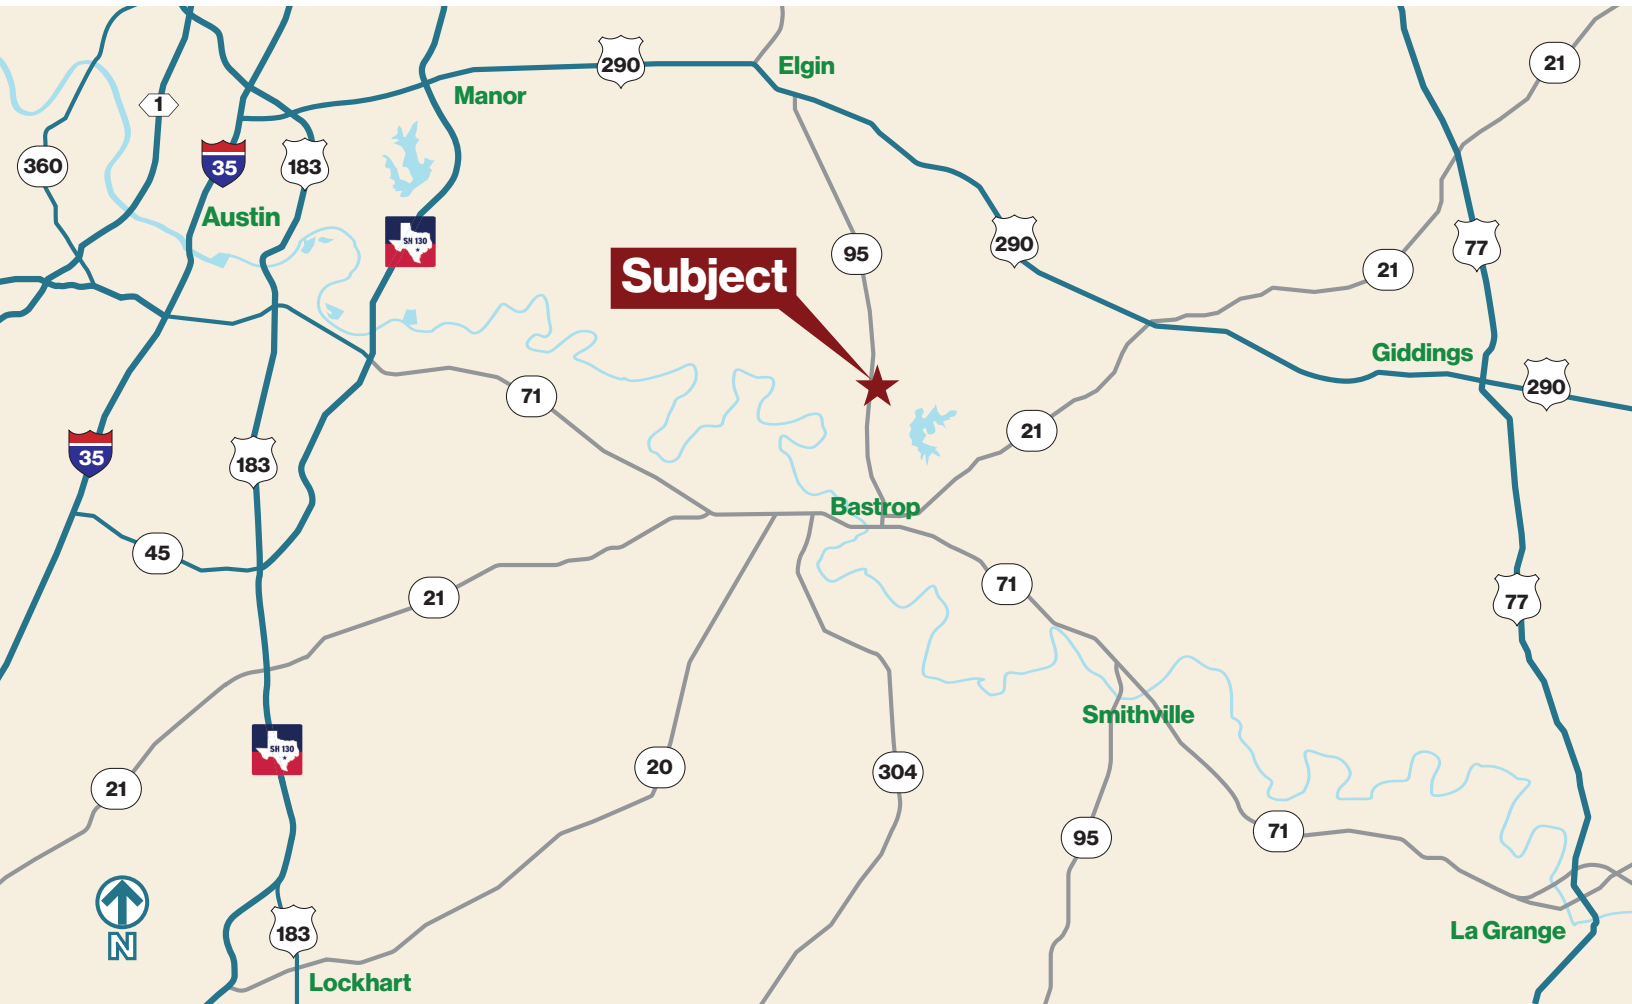 290
Elgin
21
Manor
1
360
35
183
Austin
SH 130
290
77
95
21
Subject
Giddings
290
71
21
35
183
Bastrop
45
71
21
77
Smithville
SH 130
20
304
21
71
95
183
La Grange
N
Lockhart